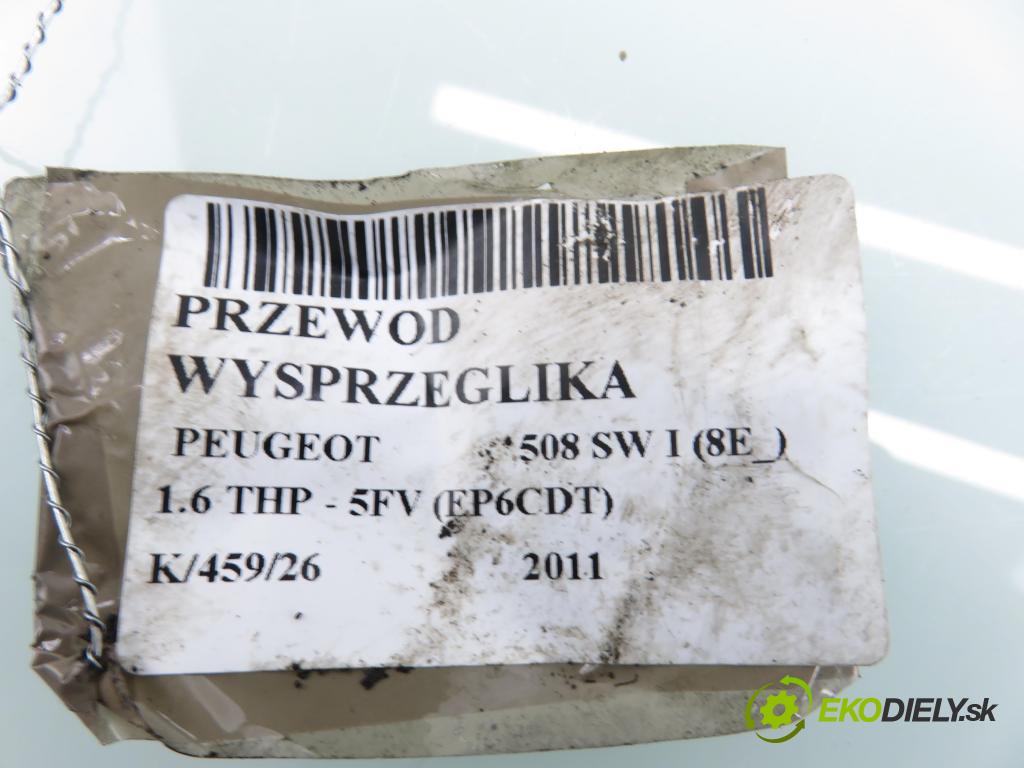 PRZEWOD
WYSPRZEGLIKA
PEUGEOT 508 SW I (8E_)
1.6 THP - 5FV (EP6CDT)
K/459/26 2011
EKODIELY.sk